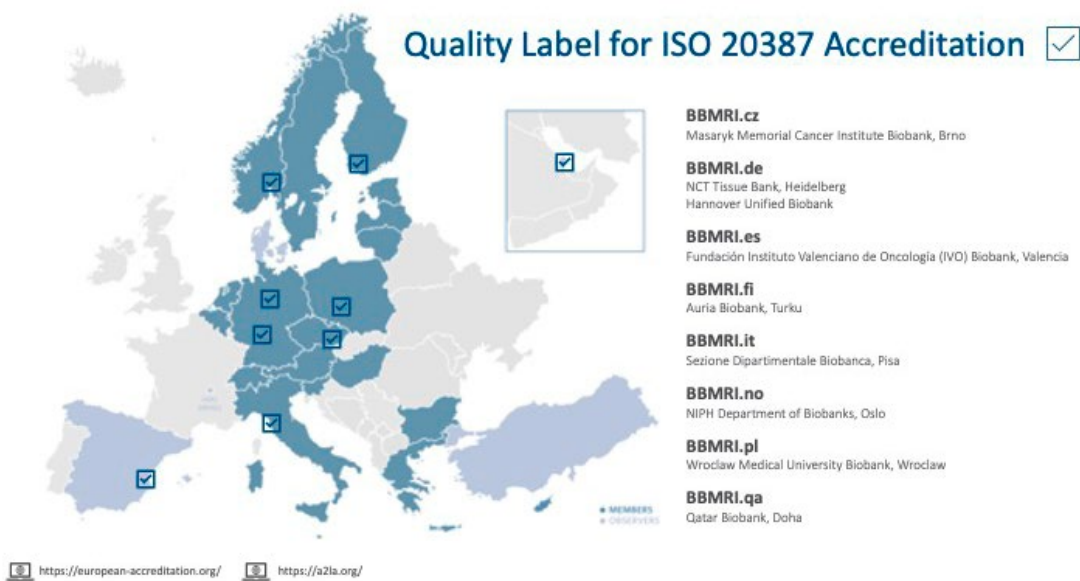 Quality Label for ISO 20387 Accreditation
BBMRI.cz
Masaryk Memorial Cancer Institute Biobank, Brno
BBMRI.de
NCT Tissue Bank, Heidelberg
Hannover Unified Biobank
BBMRI.es
Fundación Instituto Valenciano de Oncología (IVO) Biobank, Valencia
BBMRI.fi
Auria Biobank, Turku
BBMRI.it
Sezione Dipartimentale Biobanca, Pisa
BBMRI.no
NIPH Department of Biobanks, Oslo
BBMRI.pl
Wroclaw Medical University Biobank, Wroclaw
BBMRI.qa
Qatar Biobank, Doha
MEMBERS
OBSERVERS
https://european-accreditation.org/
https://a2la.org/